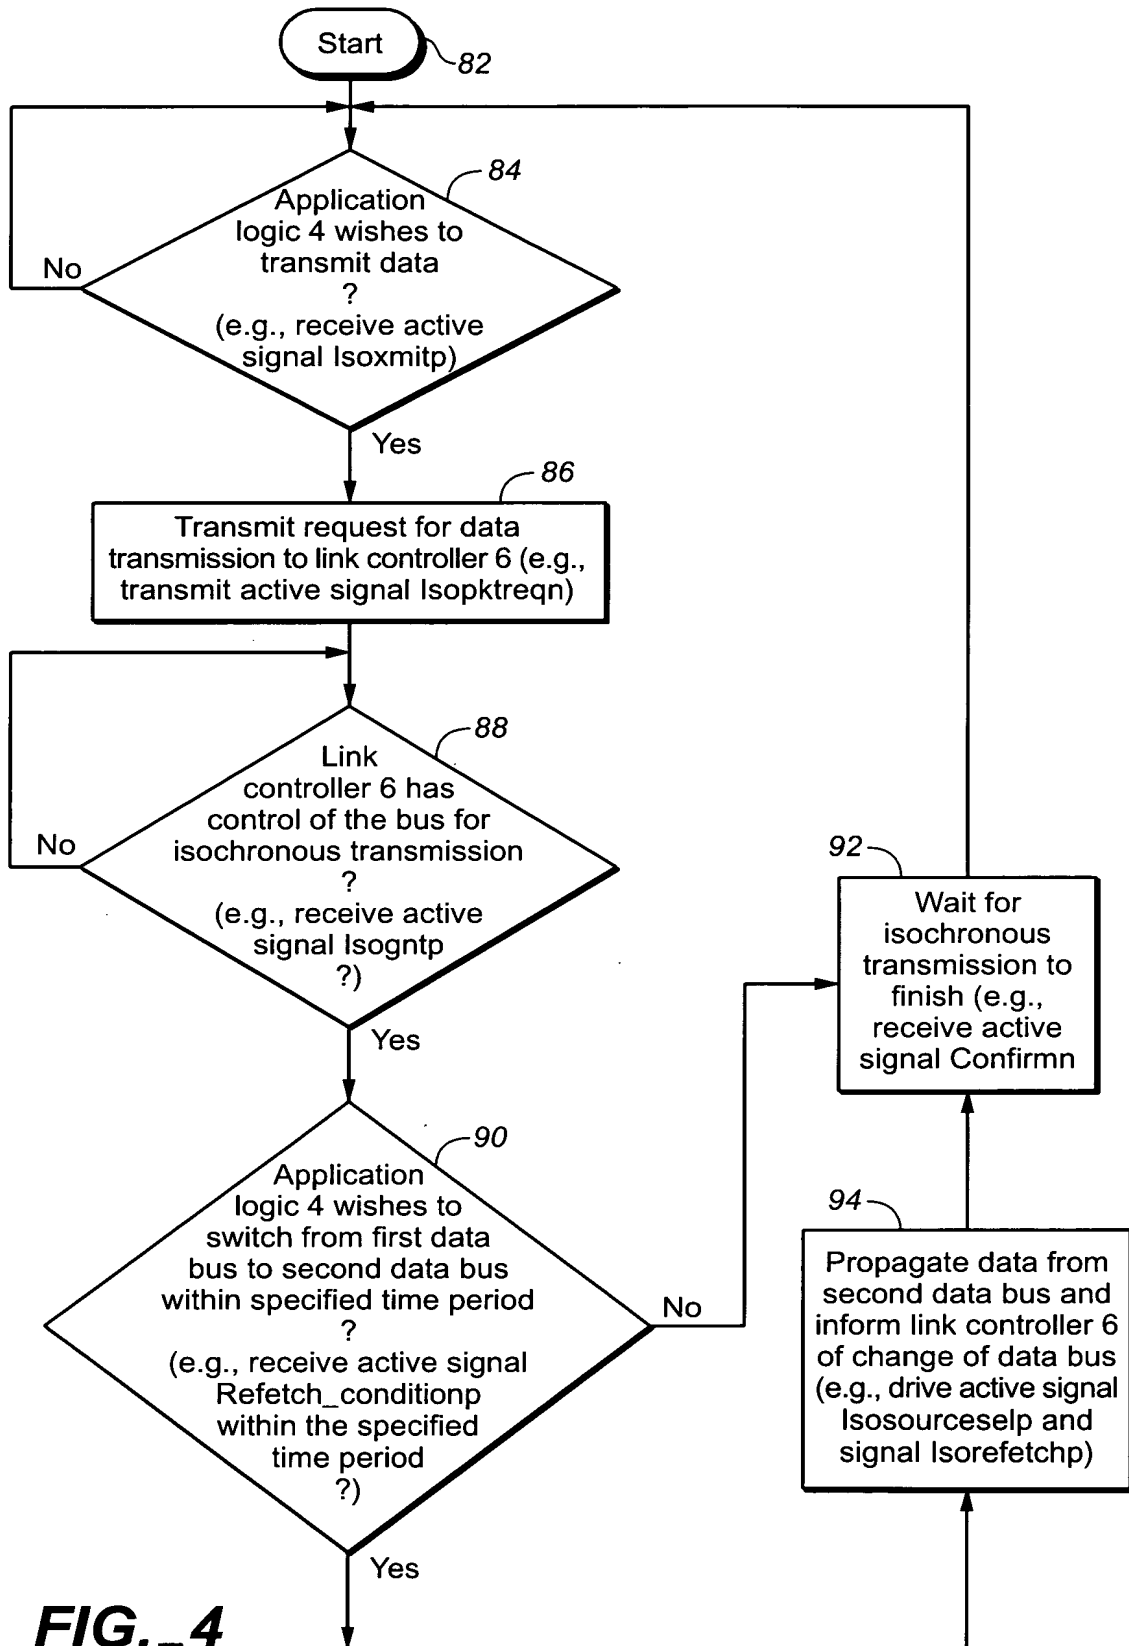 Start
82
84
Application
logic 4 wishes to
transmit data
?
(e.g., receive active
signal Isoxmitp)
No
Yes
86
Transmit request for data
transmission to link controller 6 (e.g.,
transmit active signal Isopktreqn)
88
Link
controller 6 has
control of the bus for
isochronous transmission
?
(e.g., receive active
signal Isogntp
?)
No
Yes
90
Application
logic 4 wishes to
switch from first data
bus to second data bus
within specified time period
?
(e.g., receive active signal
Refetch_conditionp
within the specified
time period
?)
No
Yes
92
Wait for
isochronous
transmission to
finish (e.g.,
receive active
signal Confirmn
94
Propagate data from
second data bus and
inform link controller 6
of change of data bus
(e.g., drive active signal
Isosourceselp and
signal Isorefetchp)
FIG._4